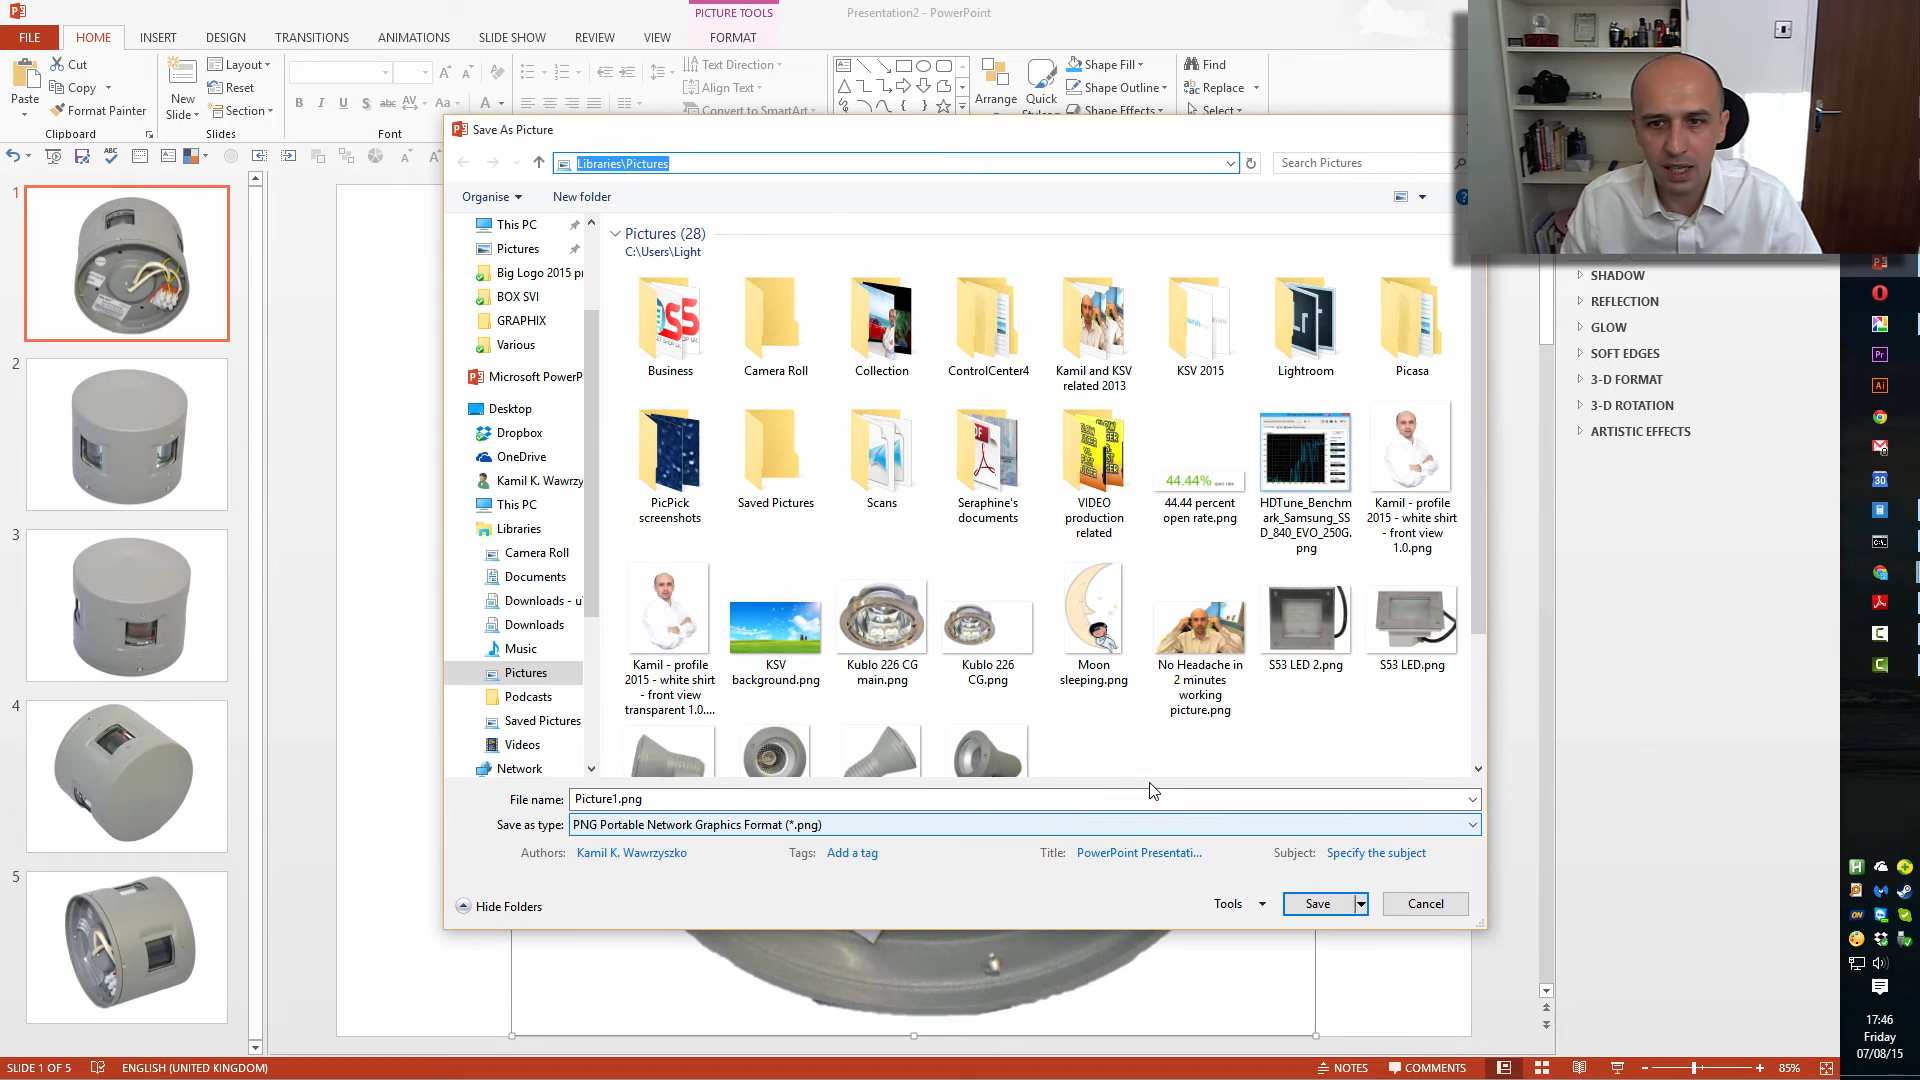 PICTURE TOOLS
Presentation2 - PowerPoint
FILE
HOME
INSERT
DESIGN
TRANSITIONS
ANIMATIONS
SLIDE SHOW
REVIEW
VIEW
FORMAT
Paste
Cut
Copy
Format Painter
Clipboard
New
Slide
Layout
Reset
Section
Slides
Font
Text Direction
Align Text
Convert to SmartArt
Arrange
Quick
Styles
Shape Fill
Shape Outline
Shape Effects
Find
Replace
Select
Save As Picture
Libraries\Pictures
Search Pictures
Organise
New folder
This PC
Pictures
Big Logo 2015 pr
BOX SVI
GRAPHIX
Various
Microsoft PowerP
Desktop
Dropbox
OneDrive
Kamil K. Wawrzy
This PC
Libraries
Camera Roll
Documents
Downloads - u
Downloads
Music
Pictures
Podcasts
Saved Pictures
Videos
Network
Pictures (28)
C:\Users\Light
Business
Camera Roll
Collection
ControlCenter4
Kamil and KSV
related 2013
KSV 2015
Lightroom
Picasa
PicPick
screenshots
Saved Pictures
Scans
Seraphine's
documents
VIDEO
production
related
44.44%
44.44 percent
open rate.png
HDTune_Benchm
ark_Samsung_SS
D_840_EVO_250G.
png
Kamil - profile
2015 - white shirt
- front view
1.0.png
Kamil - profile
2015 - white shirt
- front view
transparent 1.0....
KSV
background.png
Kublo 226 CG
main.png
Kublo 226
CG.png
Moon
sleeping.png
No Headache in
2 minutes
working
picture.png
S53 LED 2.png
S53 LED.png
File name:
Picture1.png
Save as type:
PNG Portable Network Graphics Format (*.png)
Authors:
Kamil K. Wawrzyszko
Tags:
Add a tag
Title:
PowerPoint Presentati...
Subject:
Specify the subject
Hide Folders
Tools
Save
Cancel
SHADOW
REFLECTION
GLOW
SOFT EDGES
3-D FORMAT
3-D ROTATION
ARTISTIC EFFECTS
1
2
3
4
5
17:46
Friday
07/08/15
SLIDE 1 OF 5
ENGLISH (UNITED KINGDOM)
NOTES
COMMENTS
85%